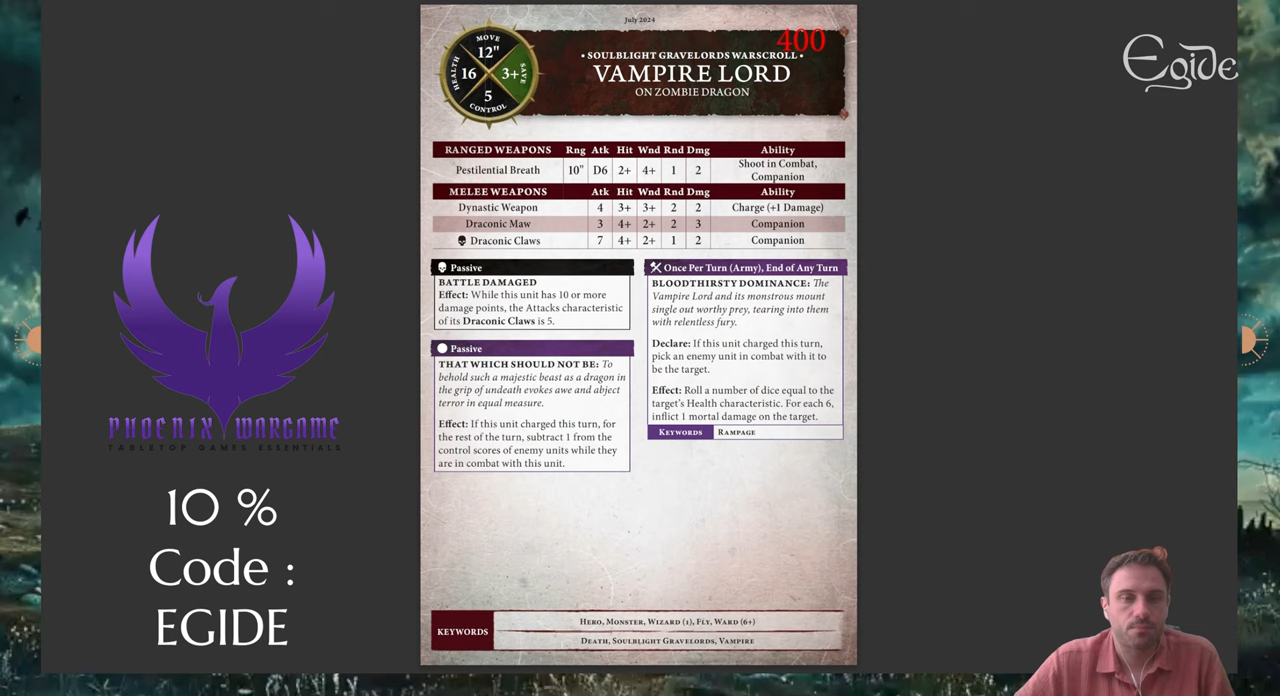 July 2024
400
MOVE
12"
HEALTH
16
3+
SAVE
5
CONTROL
• SOULBLIGHT GRAVELORDS WARSCROLL •
VAMPIRE LORD
ON ZOMBIE DRAGON
Egide
RANGED WEAPONS Rng Atk Hit Wnd Rnd Dmg Ability
Pestilential Breath 10" D6 2+ 4+ 1 2 Shoot in Combat, Companion
MELEE WEAPONS Atk Hit Wnd Rnd Dmg Ability
Dynastic Weapon 4 3+ 3+ 2 2 Charge (+1 Damage)
Draconic Maw 3 4+ 2+ 2 3 Companion
Draconic Claws 7 4+ 2+ 1 2 Companion
Passive
BATTLE DAMAGED
Effect: While this unit has 10 or more
damage points, the Attacks characteristic
of its Draconic Claws is 5.
Passive
THAT WHICH SHOULD NOT BE: To
behold such a majestic beast as a dragon in
the grip of undeath evokes awe and abject
terror in equal measure.
Effect: If this unit charged this turn, for
the rest of the turn, subtract 1 from the
control scores of enemy units while they
are in combat with this unit.
Once Per Turn (Army), End of Any Turn
BLOODTHIRSTY DOMINANCE: The
Vampire Lord and its monstrous mount
single out worthy prey, tearing into them
with relentless fury.
Declare: If this unit charged this turn,
pick an enemy unit in combat with it to
be the target.
Effect: Roll a number of dice equal to the
target's Health characteristic. For each 6,
inflict 1 mortal damage on the target.
KEYWORDS RAMPAGE
KEYWORDS
HERO, MONSTER, WIZARD (1), FLY, WARD (6+)
DEATH, SOULBLIGHT GRAVELORDS, VAMPIRE
PHOENIX WARGAME
TABLETOP GAMES ESSENTIALS
10 %
Code :
EGIDE